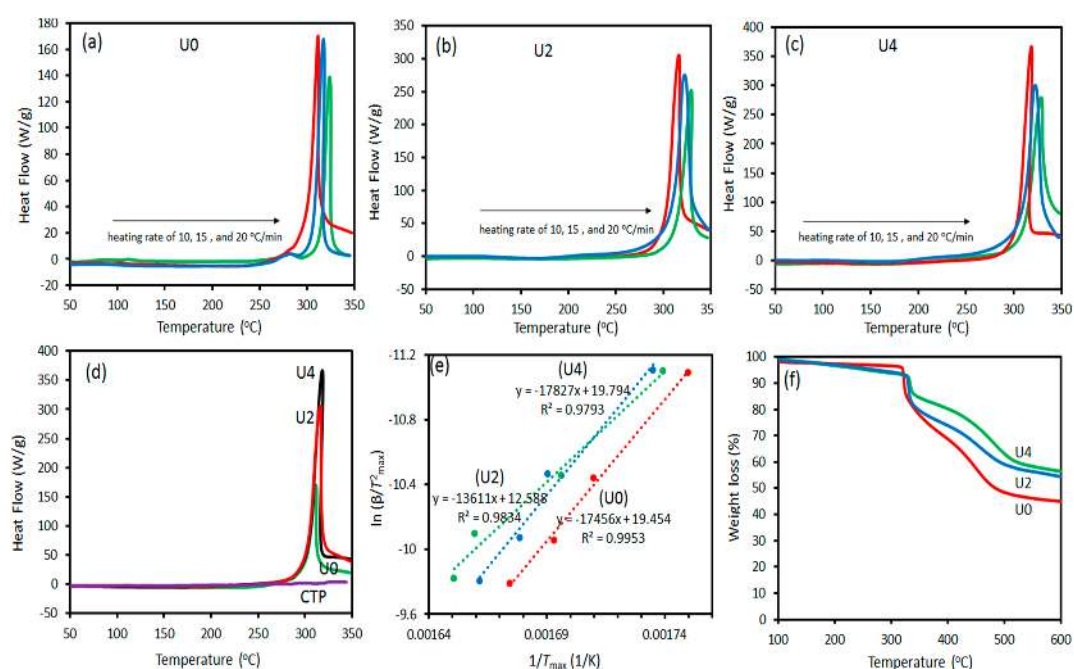 180
160
140
120
100
80
60
40
20
0
-20
Heat Flow (W/g)
(a)
U0
heating rate of 10, 15 , and 20 °C/min
50 100 150 200 250 300 350
Temperature (°C)
350
300
250
200
150
100
50
0
-50
Heat Flow (W/g)
(b)
U2
heating rate of 10, 15 , and 20 °C/min
50 100 150 200 250 300 35
Temperature (°C)
400
350
300
250
200
150
100
50
0
-50
Heat Flow (W/g)
(c)
U4
heating rate of 10, 15 , and 20 °C/min
50 100 150 200 250 300 350
Temperature (°C)
400
350
300
250
200
150
100
50
0
-50
Heat Flow (W/g)
(d)
U4
U2
U0
CTP
50 100 150 200 250 300 350
Temperature (°C)
-11.2
-10.8
-10.4
-10
-9.6
ln (β/T²max)
(e)
(U4)
y = -17827x + 19.794
R² = 0.9793
(U2)
y = -13611x + 12.588
R² = 0.9834
(U0)
y = -17456x + 19.454
R² = 0.9953
0.00164 0.00169 0.00174
1/Tmax (1/K)
100
90
80
70
60
50
40
30
20
10
0
Weight loss (%)
(f)
U4
U2
U0
100 200 300 400 500 600
Temperature (°C)